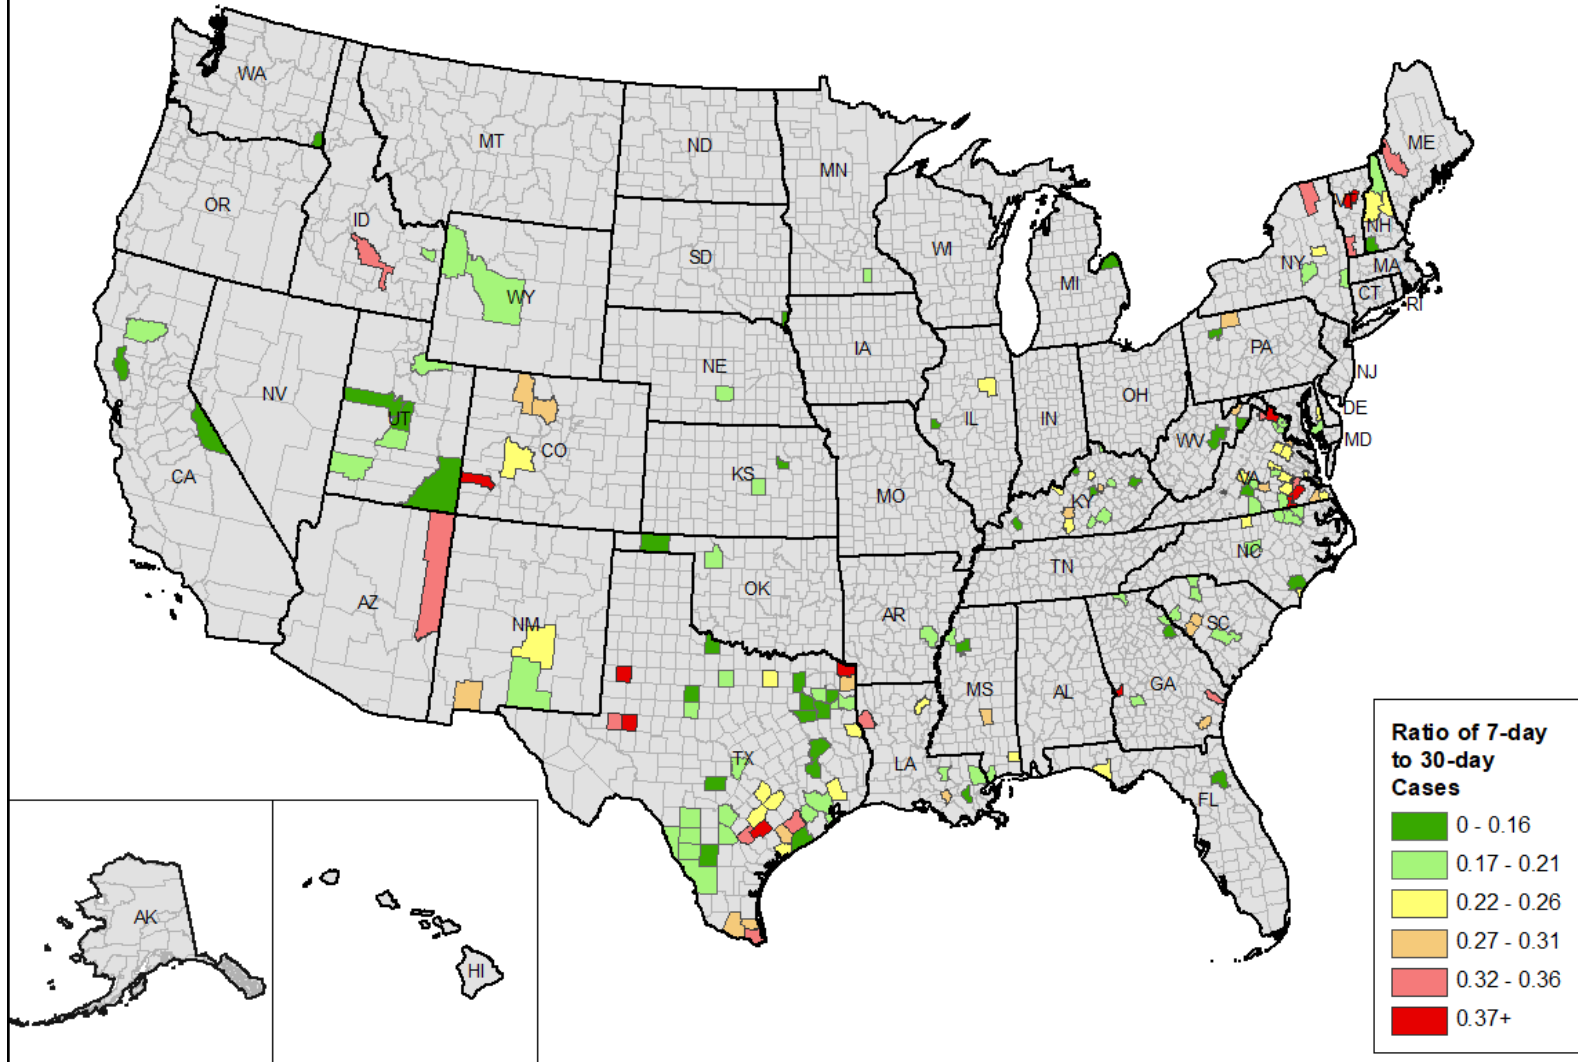 WA
MT
ND
MN
ME
OR
ID
SD
WI
MI
VT
NH
NY
MA
CT
RI
WY
IA
NE
PA
NJ
NV
UT
CO
IL
IN
OH
DE
MD
WV
CA
KS
MO
KY
VA
NC
AZ
NM
OK
AR
TN
SC
MS
AL
GA
TX
LA
FL
AK
HI
Ratio of 7-day
to 30-day
Cases
0 - 0.16
0.17 - 0.21
0.22 - 0.26
0.27 - 0.31
0.32 - 0.36
0.37+